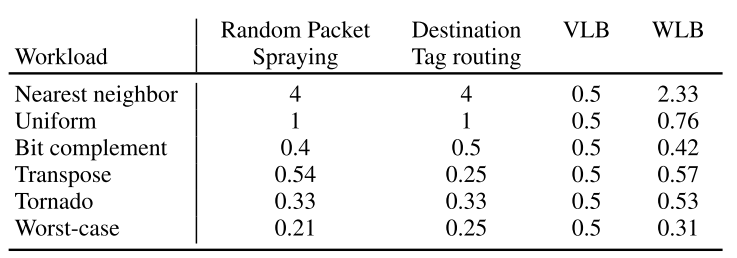 Random Packet Destination VLB WLB
Workload Spraying Tag routing
Nearest neighbor 4 4 0.5 2.33
Uniform 1 1 0.5 0.76
Bit complement 0.4 0.5 0.5 0.42
Transpose 0.54 0.25 0.5 0.57
Tornado 0.33 0.33 0.5 0.53
Worst-case 0.21 0.25 0.5 0.31